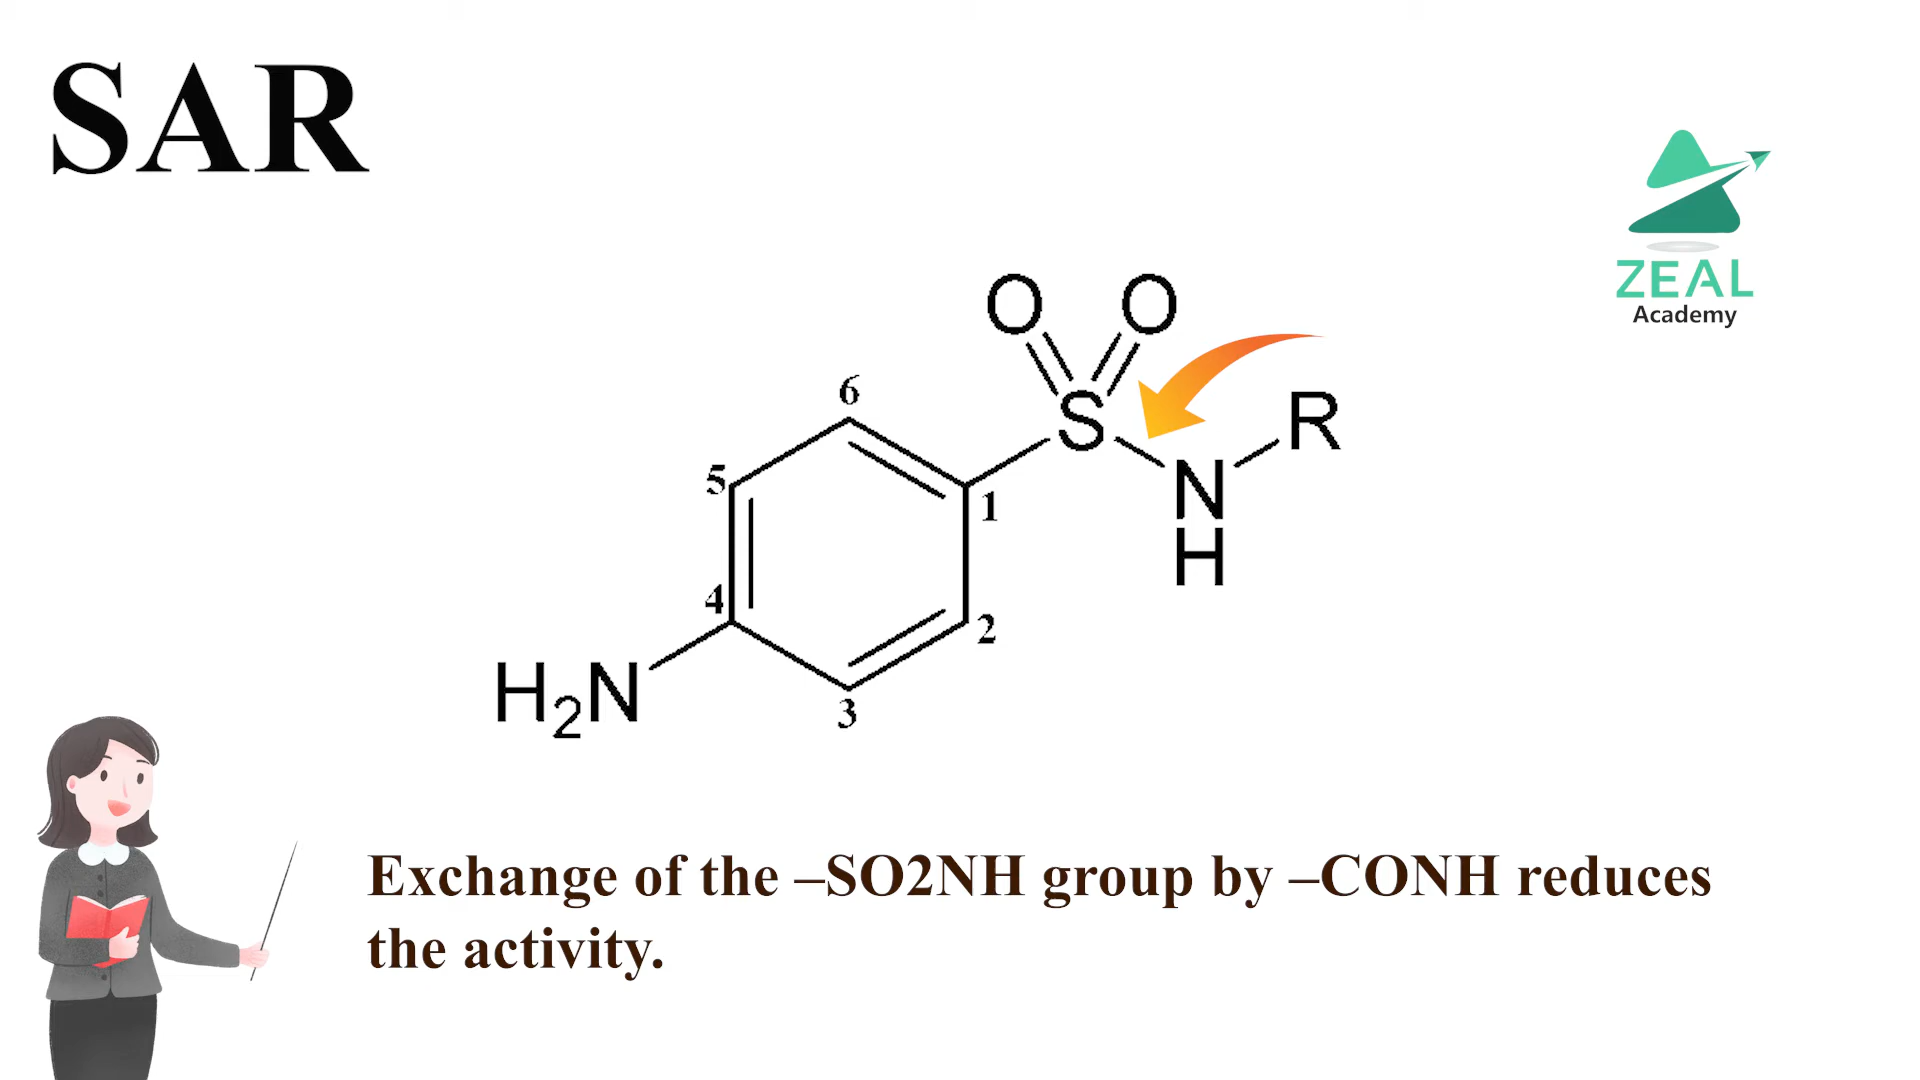 SAR
ZEAL
Academy
O O
S
R
N
H
6
5
1
4
2
3
H₂N
Exchange of the –SO2NH group by –CONH reduces
the activity.